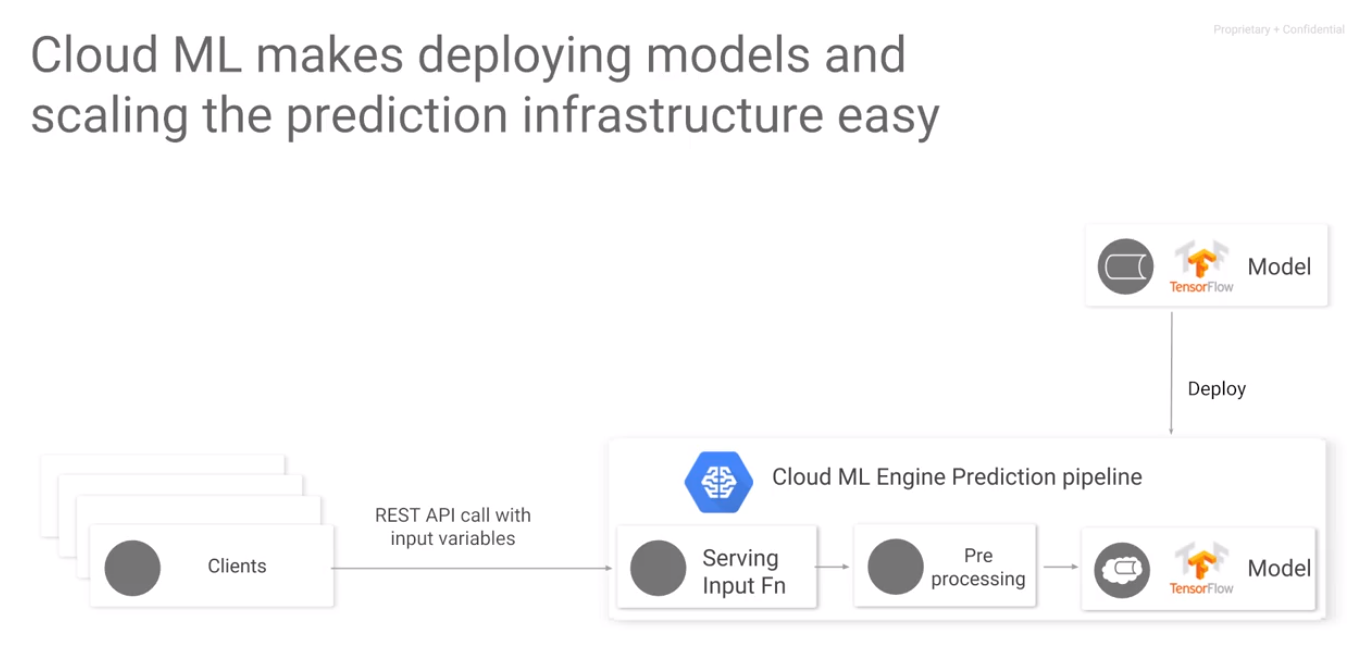 Proprietary + Confidential
Cloud ML makes deploying models and
scaling the prediction infrastructure easy
TensorFlow
Model
Deploy
Cloud ML Engine Prediction pipeline
REST API call with
input variables
Clients
Serving
Input Fn
Pre
processing
TensorFlow
Model